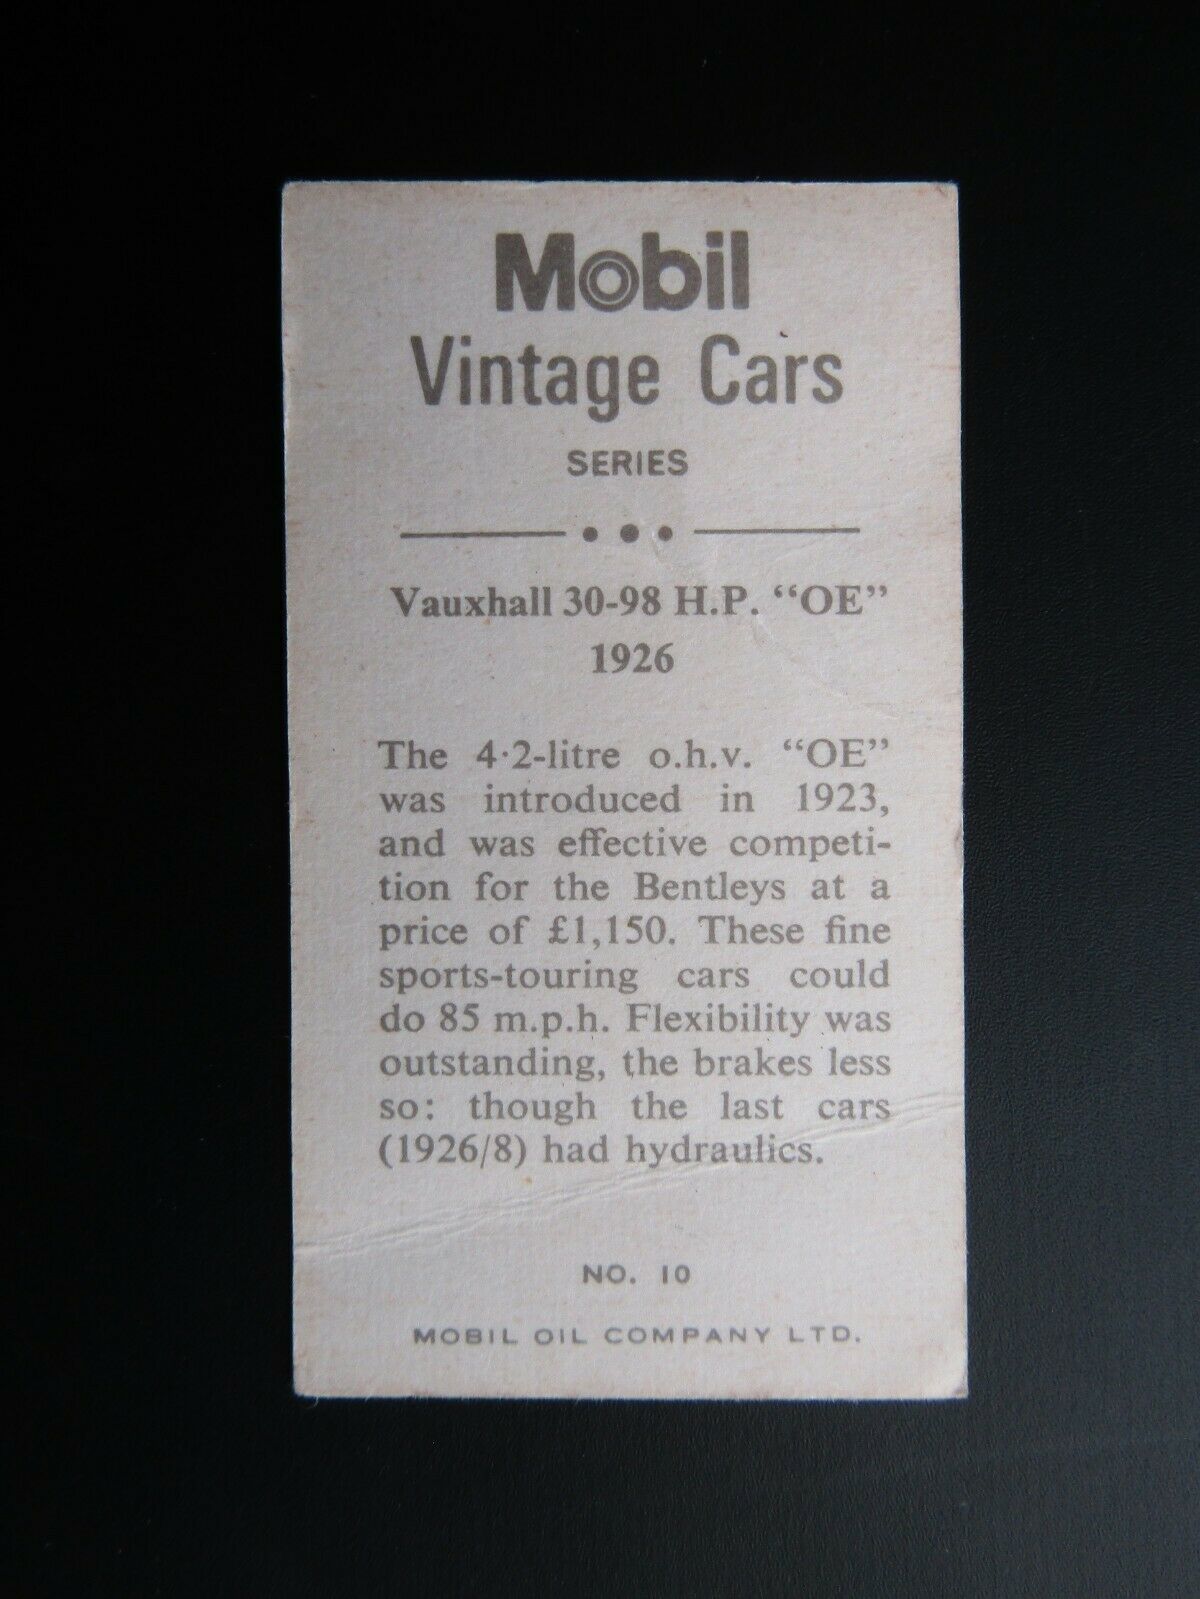 Mobil
Vintage Cars
SERIES
Vauxhall 30-98 H.P. “OE”
1926
The 4·2-litre o.h.v. “OE”
was introduced in 1923,
and was effective competi-
tion for the Bentleys at a
price of £1,150. These fine
sports-touring cars could
do 85 m.p.h. Flexibility was
outstanding, the brakes less
so: though the last cars
(1926/8) had hydraulics.
NO. 10
MOBIL OIL COMPANY LTD.